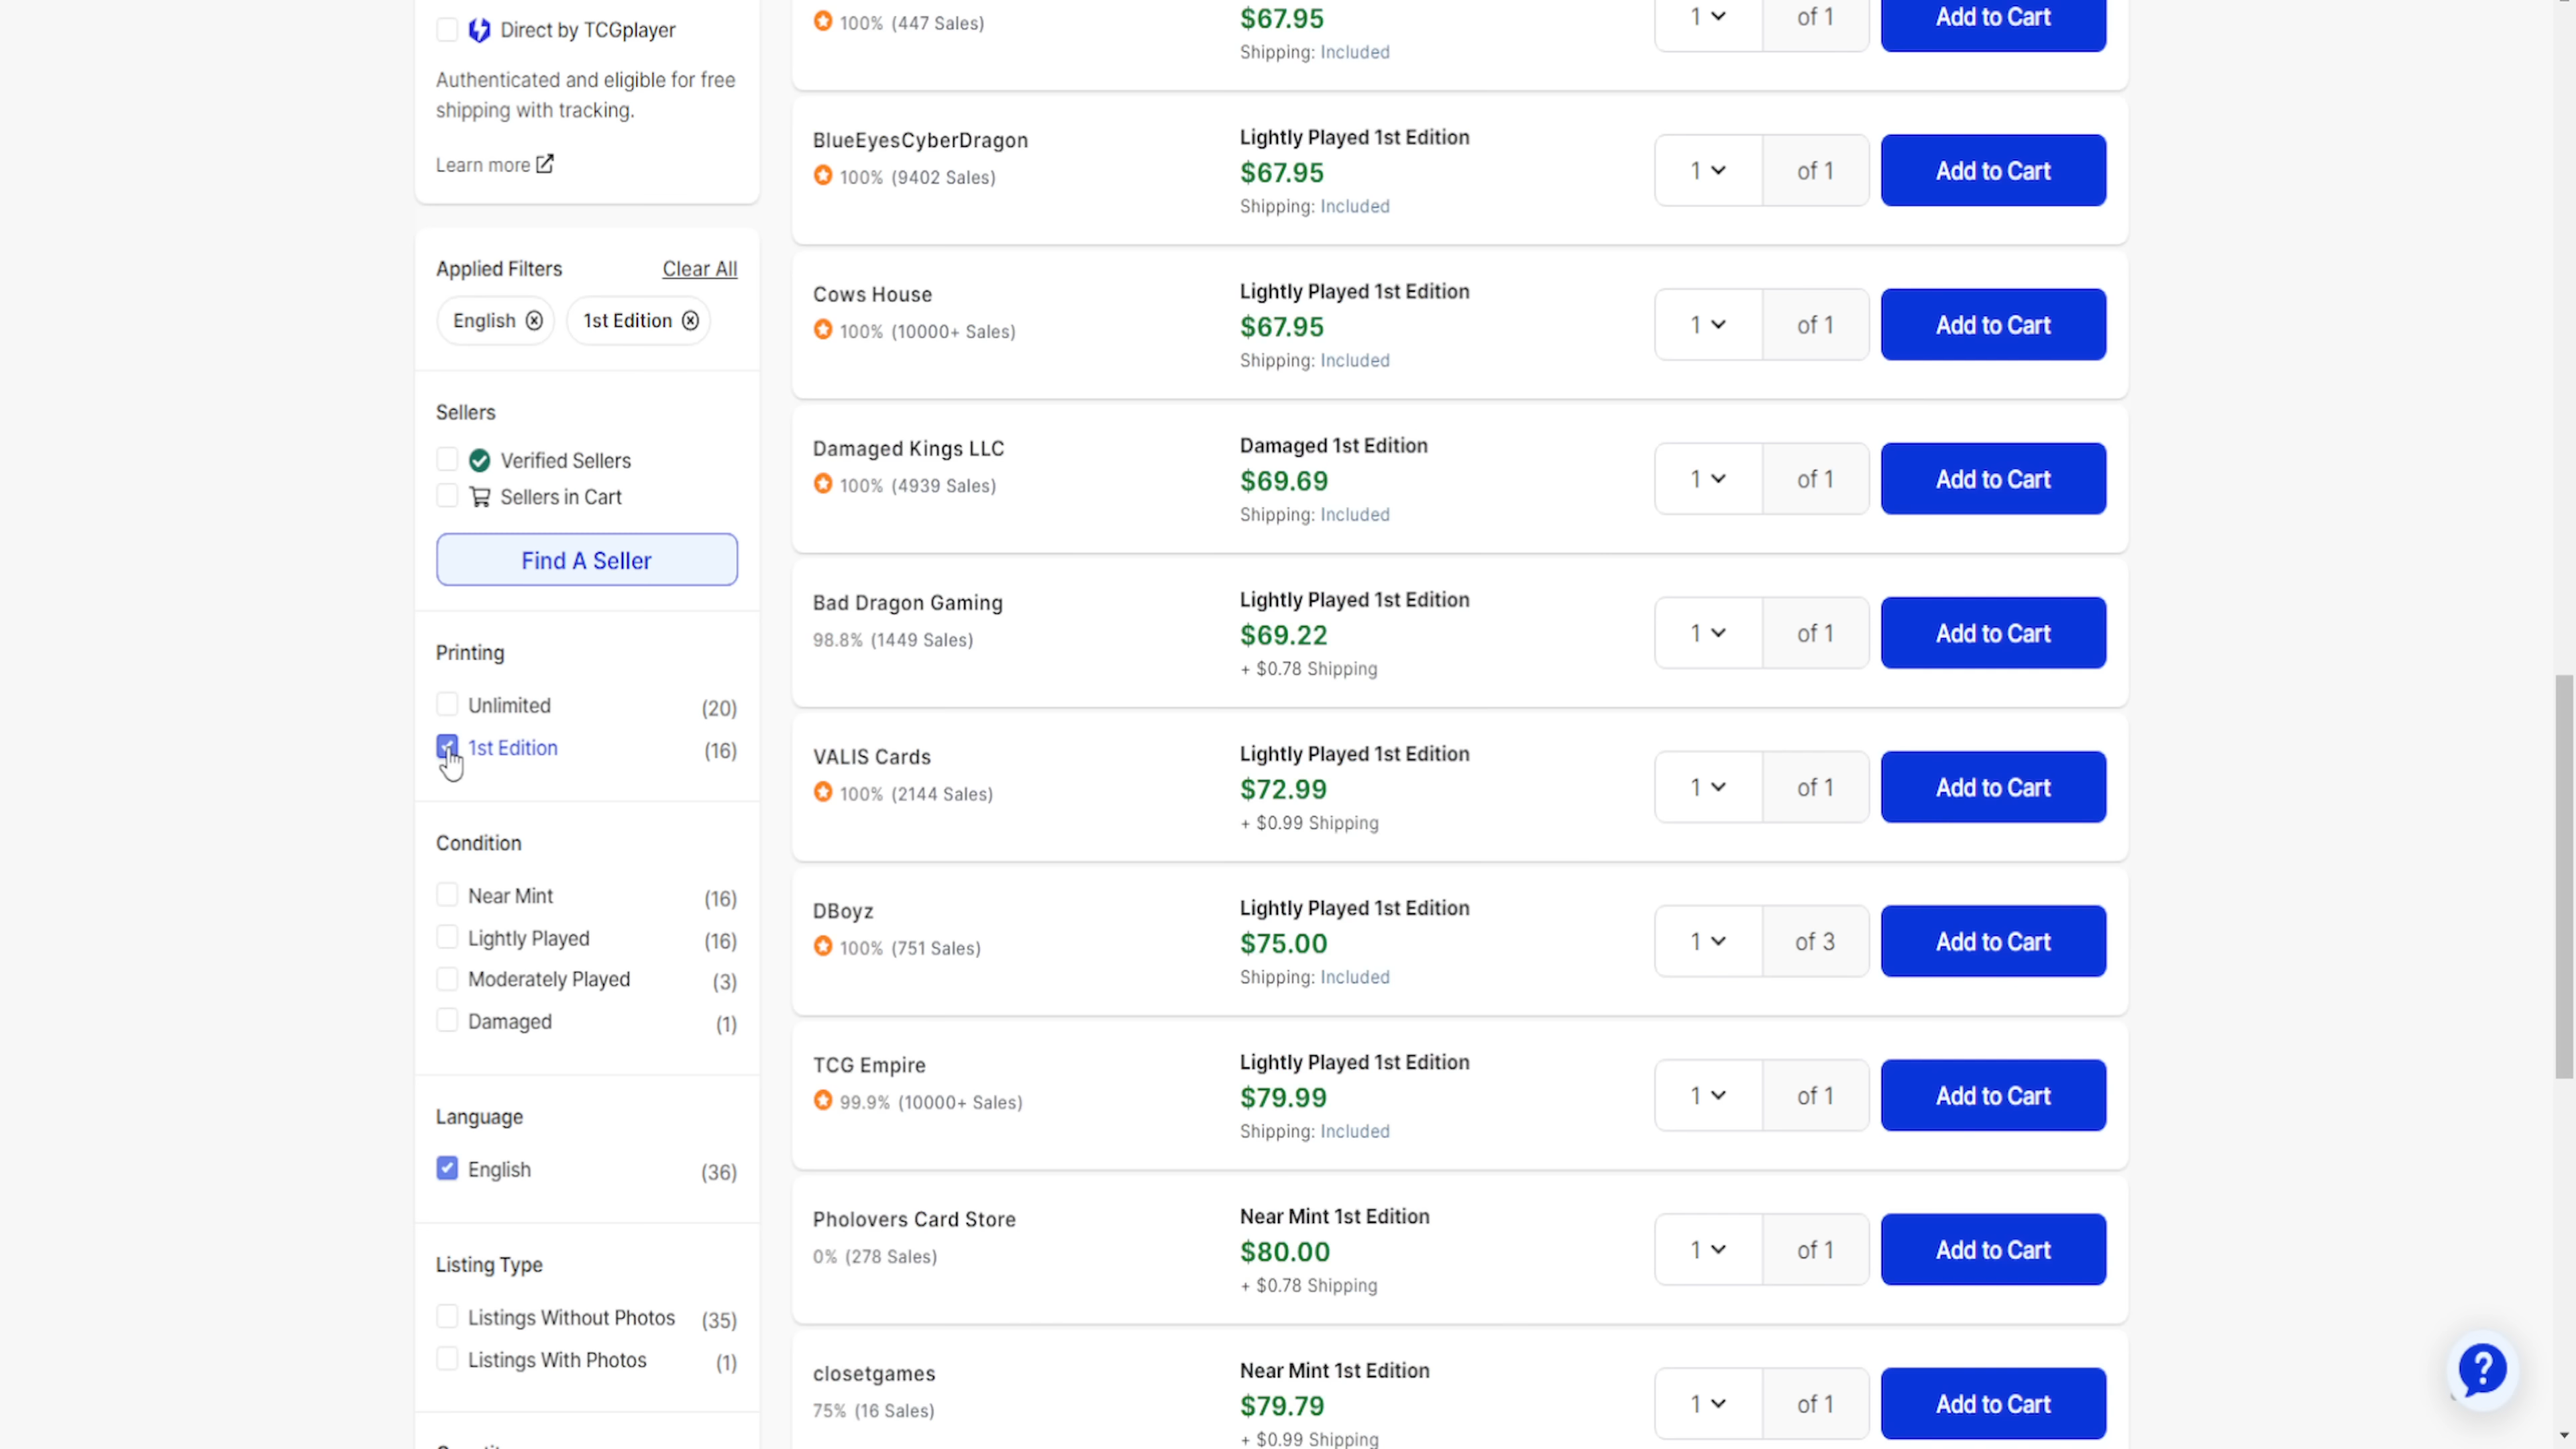 Direct by TCGplayer
Authenticated and eligible for free
shipping with tracking.
Learn more
Applied Filters
Clear All
English
1st Edition
Sellers
Verified Sellers
Sellers in Cart
Find A Seller
Printing
Unlimited (20)
1st Edition (16)
Condition
Near Mint (16)
Lightly Played (16)
Moderately Played (3)
Damaged (1)
Language
English (36)
Listing Type
Listings Without Photos (35)
Listings With Photos (1)
100% (447 Sales)
$67.95
Shipping: Included
1 of 1
Add to Cart
BlueEyesCyberDragon
100% (9402 Sales)
Lightly Played 1st Edition
$67.95
Shipping: Included
1 of 1
Add to Cart
Cows House
100% (10000+ Sales)
Lightly Played 1st Edition
$67.95
Shipping: Included
1 of 1
Add to Cart
Damaged Kings LLC
100% (4939 Sales)
Damaged 1st Edition
$69.69
Shipping: Included
1 of 1
Add to Cart
Bad Dragon Gaming
98.8% (1449 Sales)
Lightly Played 1st Edition
$69.22
+ $0.78 Shipping
1 of 1
Add to Cart
VALIS Cards
100% (2144 Sales)
Lightly Played 1st Edition
$72.99
+ $0.99 Shipping
1 of 1
Add to Cart
DBoyz
100% (751 Sales)
Lightly Played 1st Edition
$75.00
Shipping: Included
1 of 3
Add to Cart
TCG Empire
99.9% (10000+ Sales)
Lightly Played 1st Edition
$79.99
Shipping: Included
1 of 1
Add to Cart
Pholovers Card Store
0% (278 Sales)
Near Mint 1st Edition
$80.00
+ $0.78 Shipping
1 of 1
Add to Cart
closetgames
75% (16 Sales)
Near Mint 1st Edition
$79.79
+ $0.99 Shipping
1 of 1
Add to Cart
?